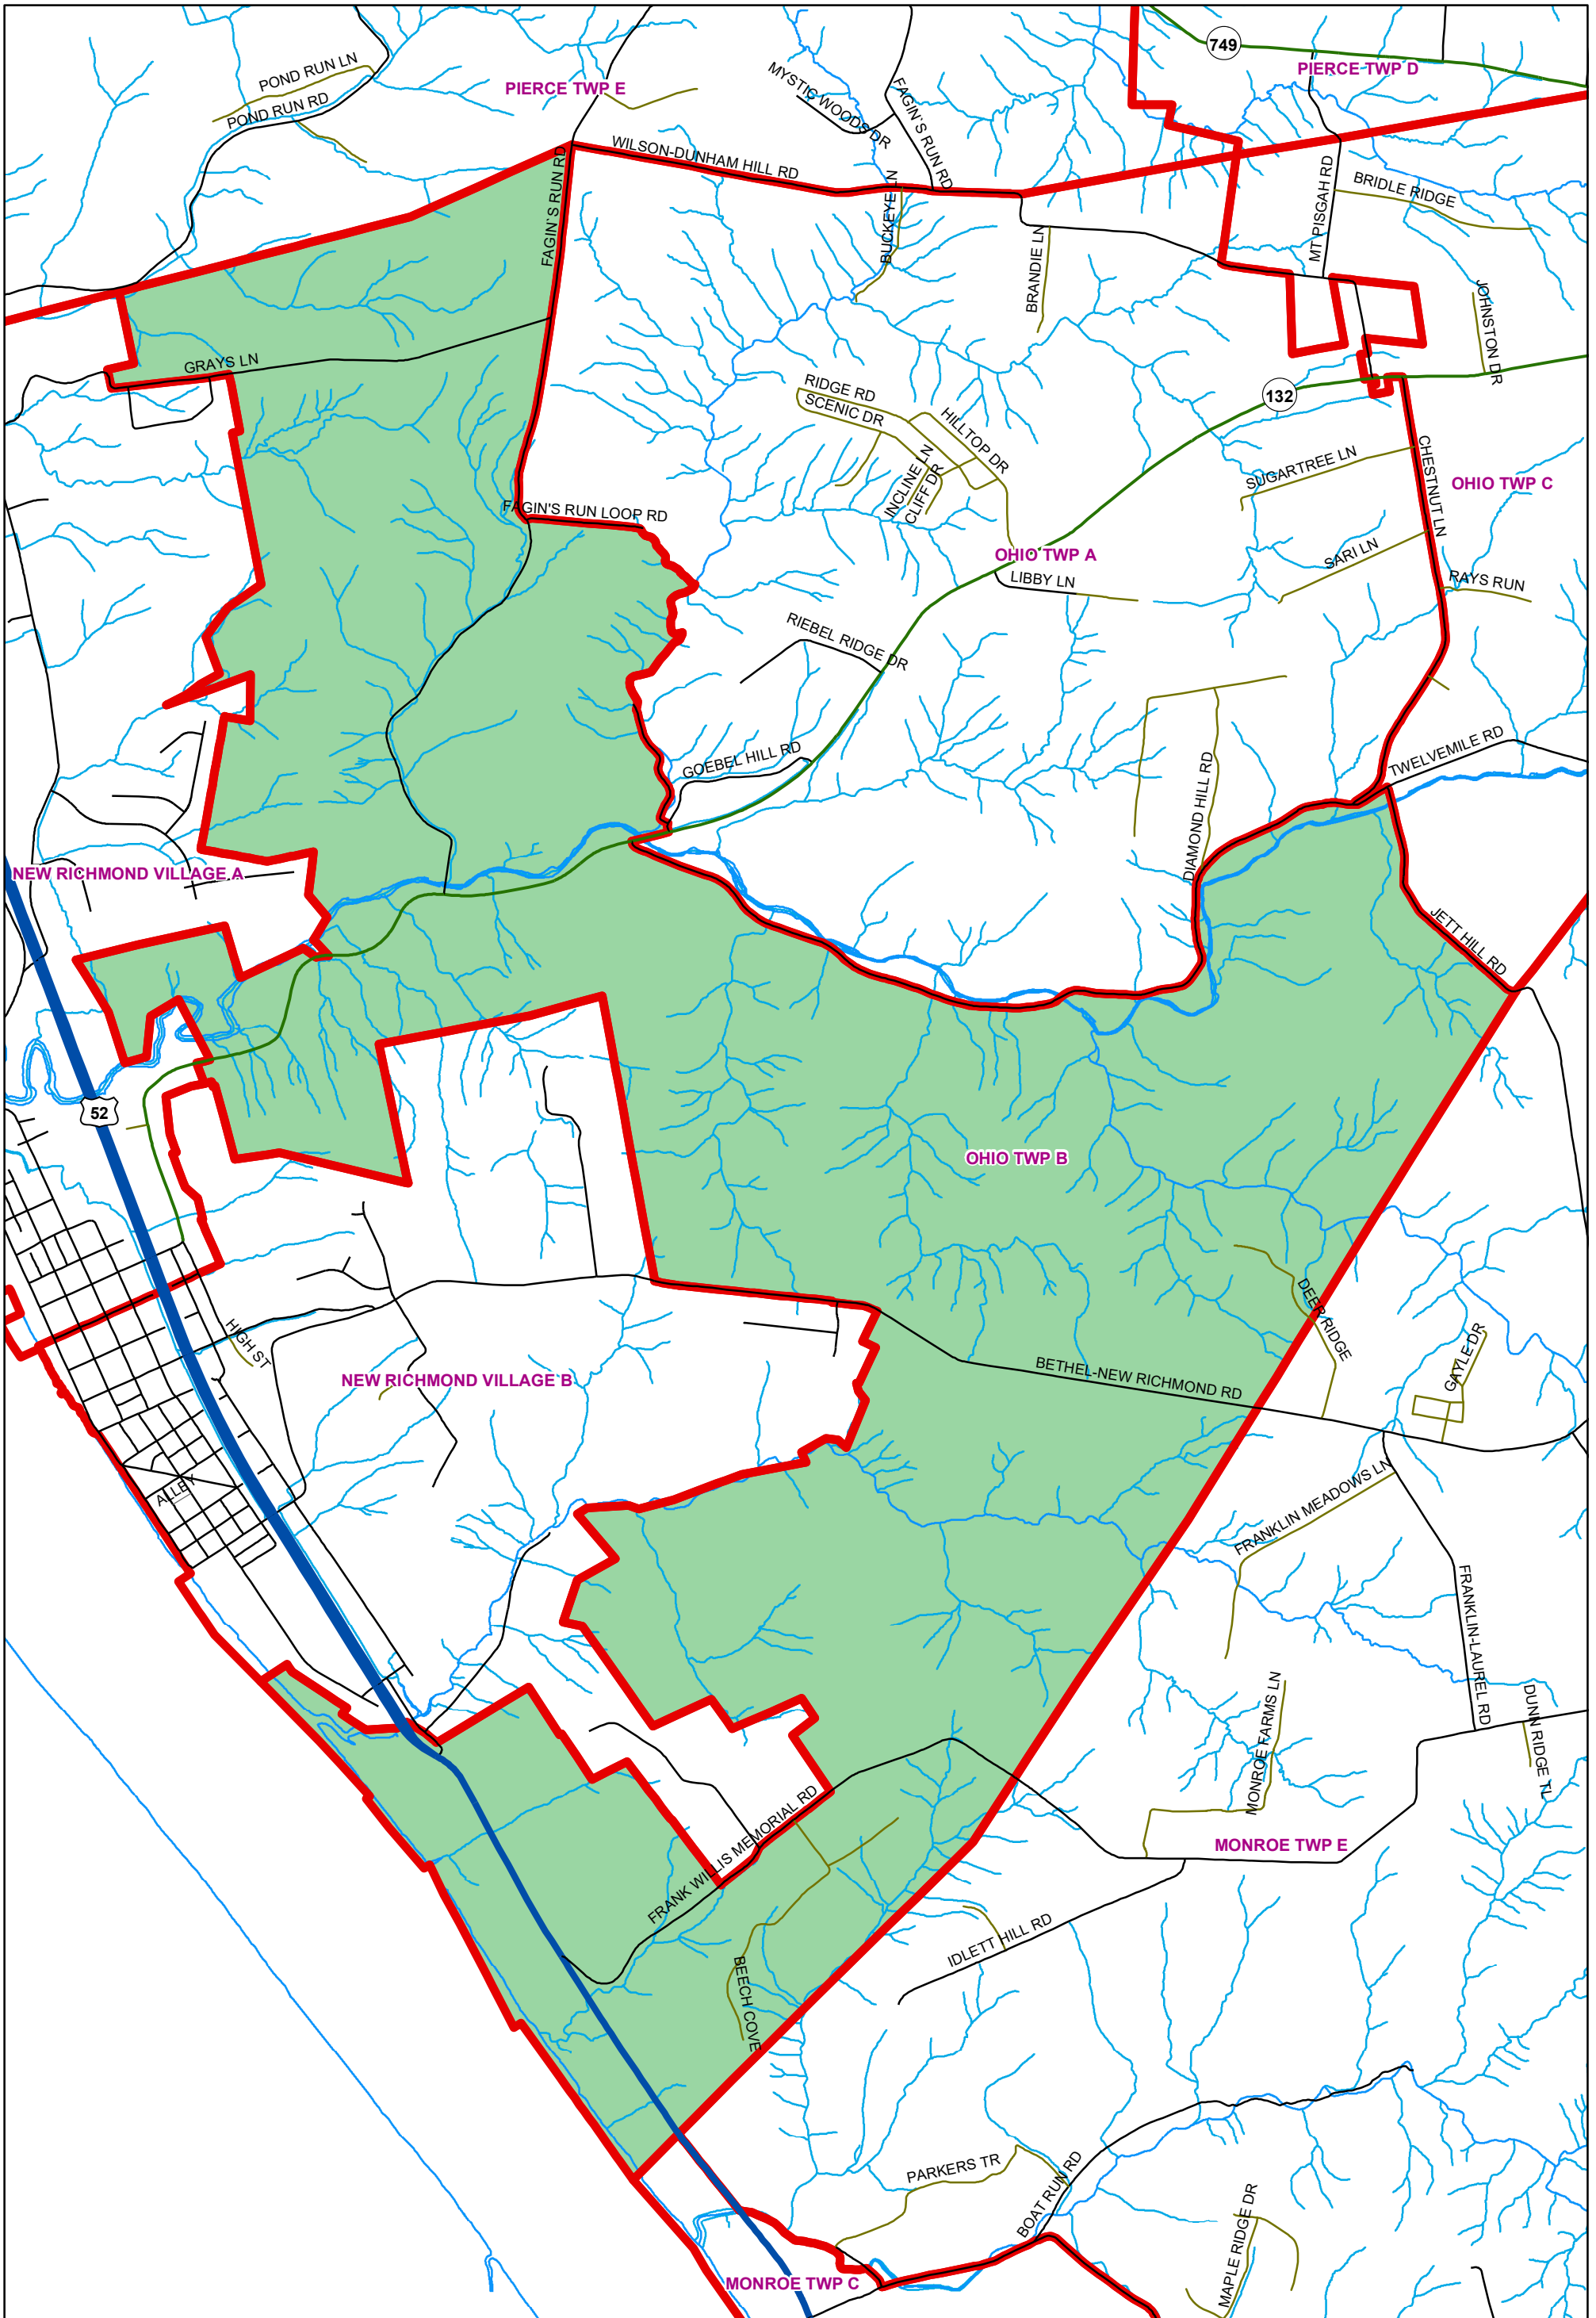 749
PIERCE TWP D
POND RUN LN
PIERCE TWP E
MYSTIC WOODS DR
FAGIN'S RUN RD
POND RUN RD
WILSON-DUNHAM HILL RD
FAGIN'S RUN RD
BUCKEYE LN
MT PISGAH RD
BRIDLE RIDGE
BRANDIE LN
JOHNSTON DR
GRAYS LN
RIDGE RD
SCENIC DR
HILLTOP DR
132
INCLINE LN
CLIFF DR
SUGARTREE LN
CHESTNUT LN
OHIO TWP C
FAGIN'S RUN LOOP RD
OHIO TWP A
SARI LN
LIBBY LN
RAYS RUN
RIEBEL RIDGE DR
GOEBEL HILL RD
TWELVEMILE RD
DIAMOND HILL RD
NEW RICHMOND VILLAGE A
JETT HILL RD
52
OHIO TWP B
DEER RIDGE
HIGH ST
GAYLE DR
NEW RICHMOND VILLAGE B
BETHEL-NEW RICHMOND RD
ALLEY
FRANKLIN MEADOWS LN
FRANKLIN-LAUREL RD
MONROE FARMS LN
DUNN RIDGE TL
FRANK WILLIS MEMORIAL RD
MONROE TWP E
IDLETT HILL RD
BEECH COVE
PARKERS TR
BOAT RUN RD
MAPLE RIDGE DR
MONROE TWP C